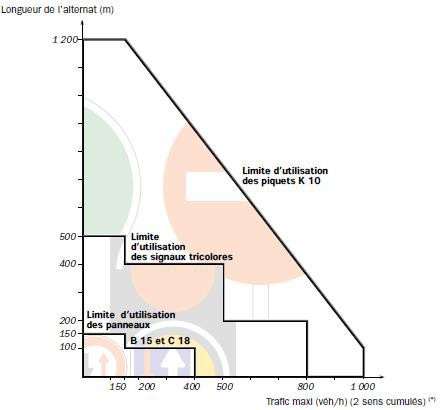 Longueur de l'alternat (m)
1 200
Limite d'utilisation
des piquets K 10
500
Limite
d'utilisation
des signaux tricolores
400
200
Limite d'utilisation
des panneaux
150
B 15 et C 18
100
150 200 400 500 800 1 000
Trafic maxi (véh/h) (2 sens cumulés) (*)